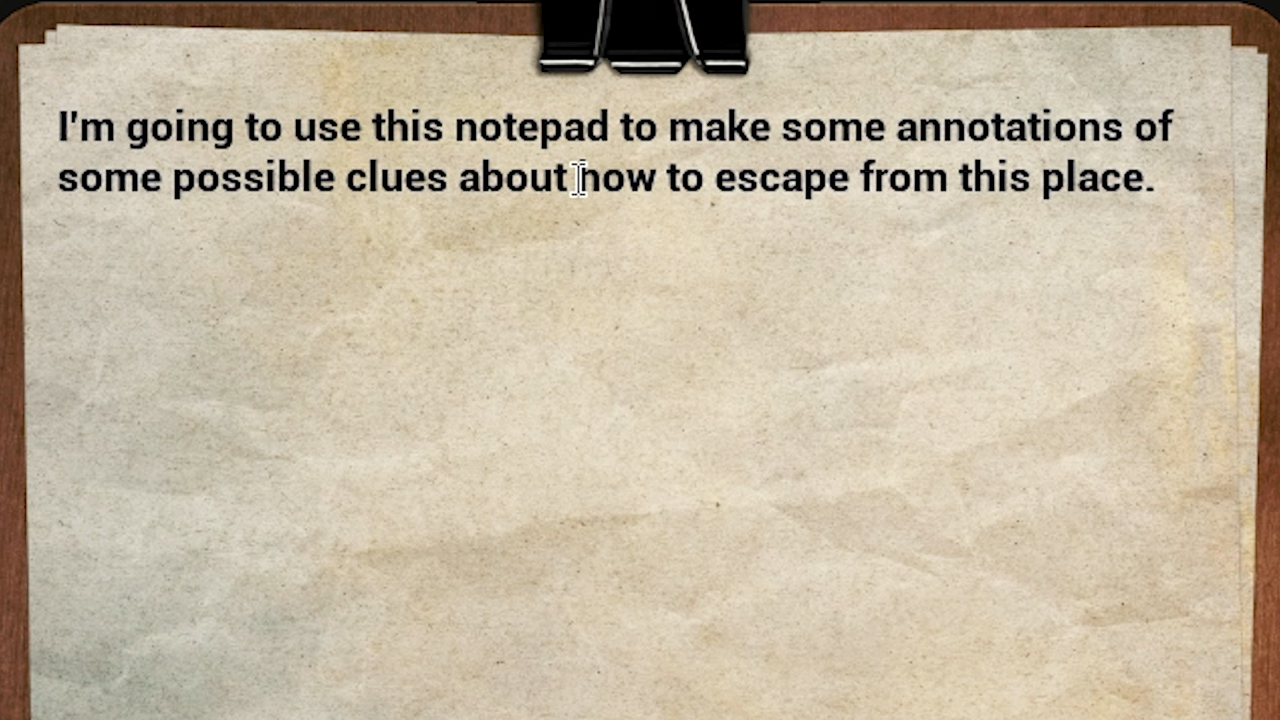 I'm going to use this notepad to make some annotations of
some possible clues about how to escape from this place.